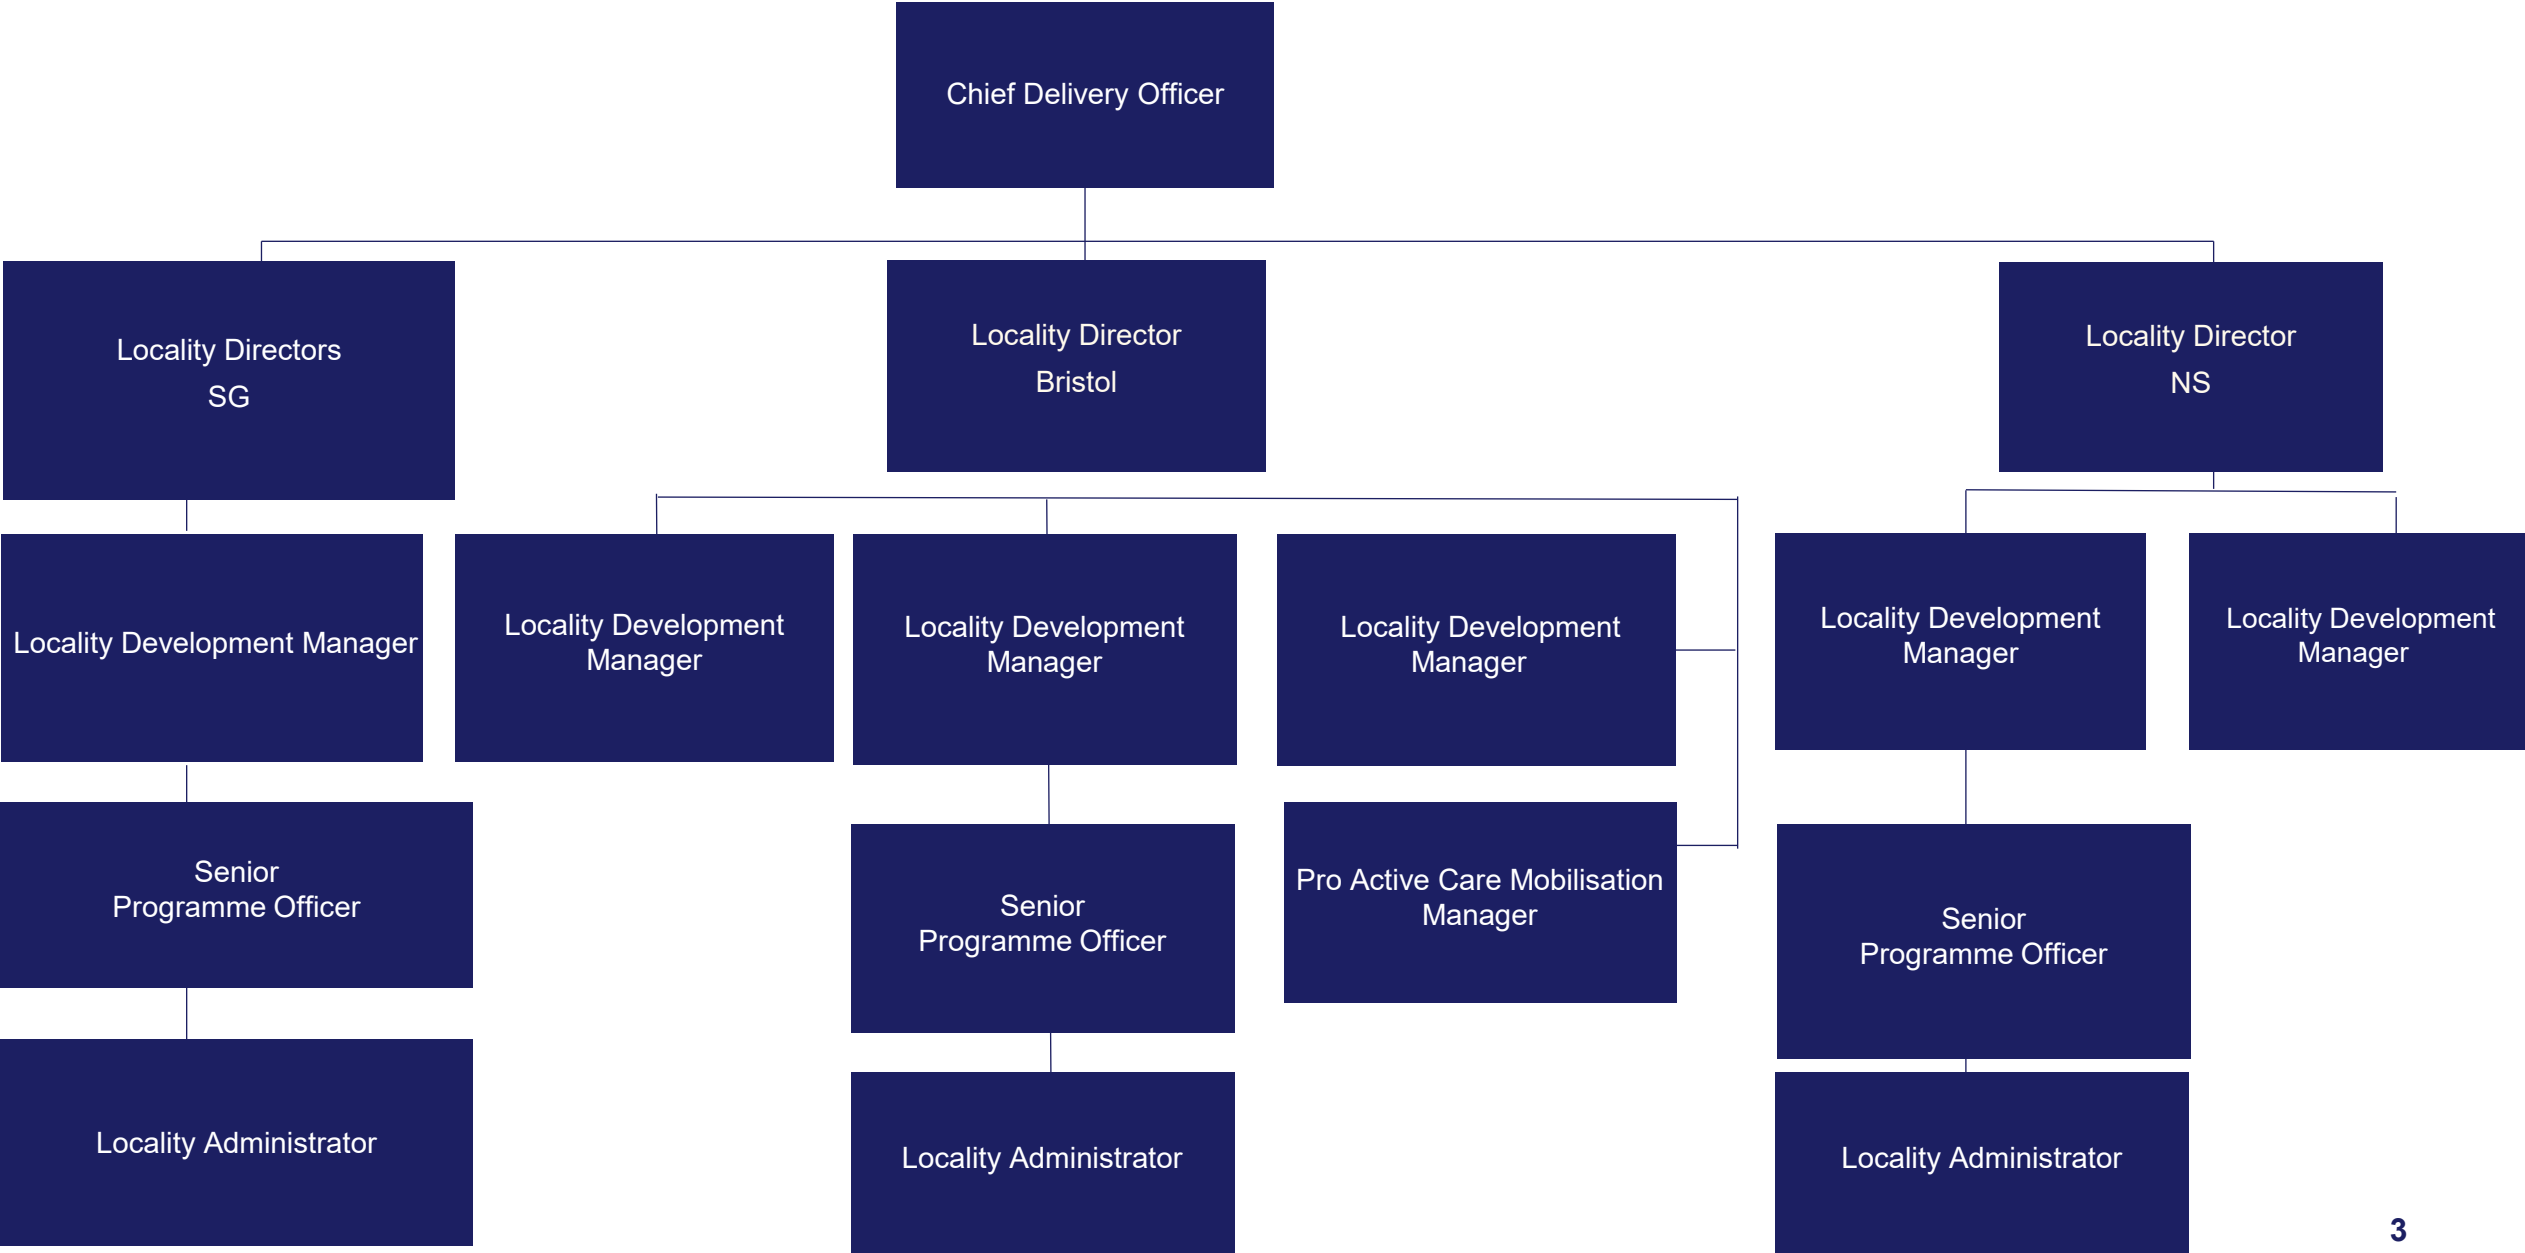 Chief Delivery Officer
Locality Directors
SG
Locality Director
Bristol
Locality Director
NS
Locality Development Manager
Locality Development
Manager
Locality Development
Manager
Locality Development
Manager
Locality Development
Manager
Locality Development
Manager
Senior
Programme Officer
Senior
Programme Officer
Pro Active Care Mobilisation
Manager
Senior
Programme Officer
Locality Administrator
Locality Administrator
Locality Administrator
3